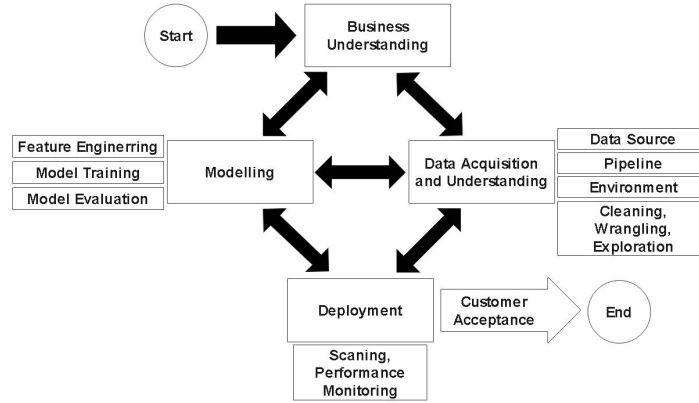 Start
Business
Understanding
Feature Enginerring
Model Training
Model Evaluation
Modelling
Data Acquisition
and Understanding
Data Source
Pipeline
Environment
Cleaning,
Wrangling,
Exploration
Deployment
Customer
Acceptance
End
Scaning,
Performance
Monitoring